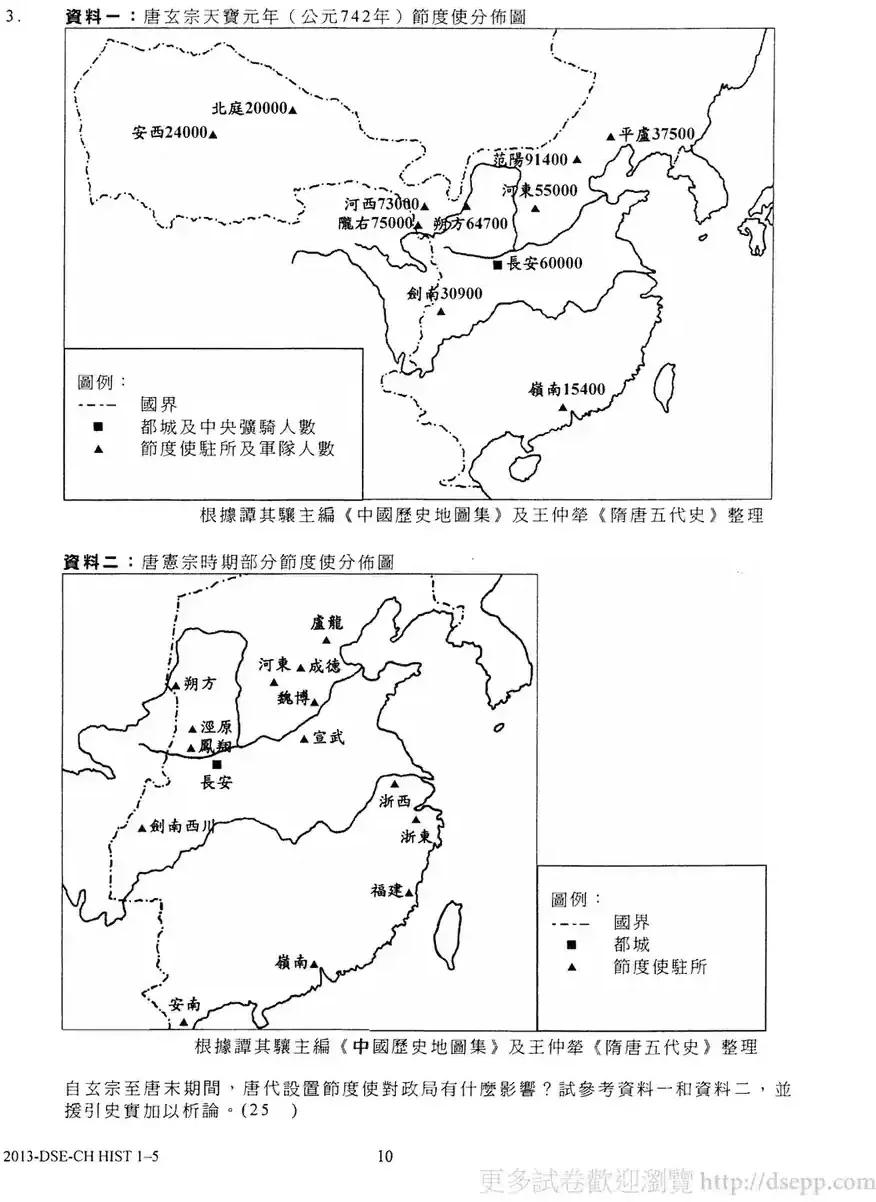 3. 資料一：唐玄宗天寶元年（公元742年）節度使分佈圖
北庭20000
安西24000
平盧37500
范陽91400
河東55000
河西73000
隴右75000
朔方64700
長安60000
劍南30900
嶺南15400
圖例：
國界
都城及中央彍騎人數
節度使駐所及軍隊人數
根據譚其驤主編《中國歷史地圖集》及王仲犖《隋唐五代史》整理
資料二：唐憲宗時期部分節度使分佈圖
盧龍
河東
成德
魏博
朔方
涇原
鳳翔
宣武
長安
浙西
劍南西川
浙東
福建
嶺南
安南
圖例：
國界
都城
節度使駐所
根據譚其驤主編《中國歷史地圖集》及王仲犖《隋唐五代史》整理
自玄宗至唐末期間，唐代設置節度使對政局有什麼影響？試參考資料一和資料二，並
援引史實加以析論。(25 )
2013-DSE-CH HIST 1–5
10
更多試卷歡迎瀏覽 http://dsepp.com/